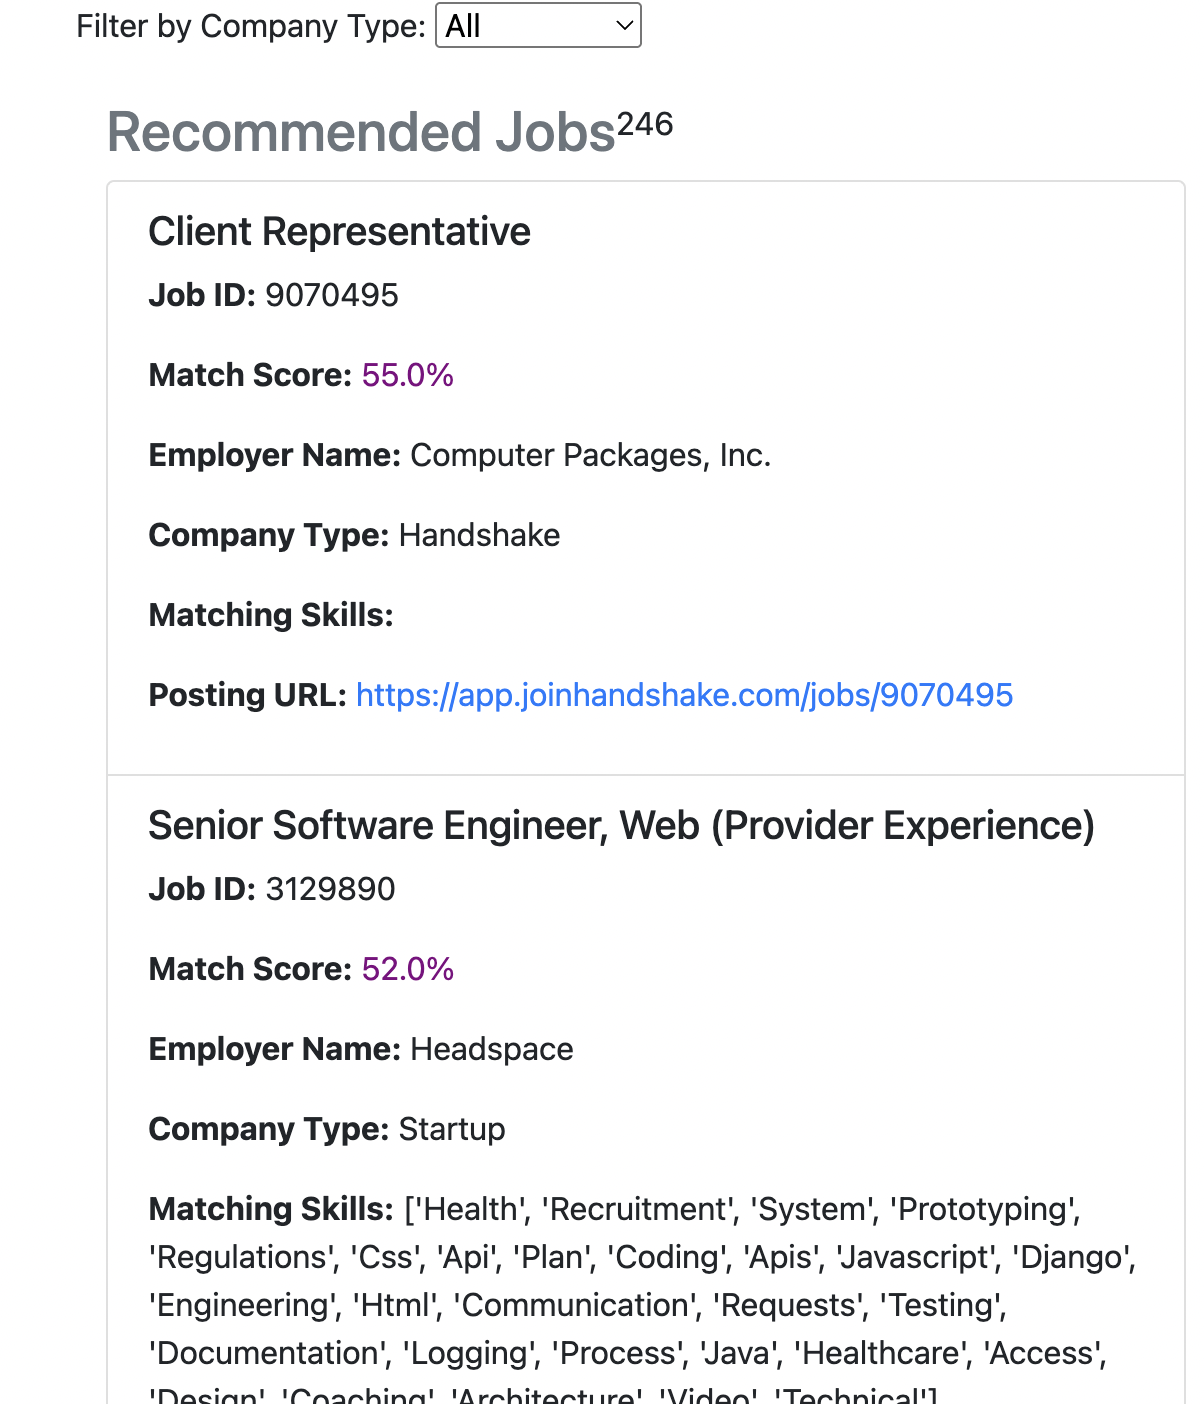 Filter by Company Type: All
Recommended Jobs246
Client Representative
Job ID: 9070495
Match Score: 55.0%
Employer Name: Computer Packages, Inc.
Company Type: Handshake
Matching Skills:
Posting URL: https://app.joinhandshake.com/jobs/9070495
Senior Software Engineer, Web (Provider Experience)
Job ID: 3129890
Match Score: 52.0%
Employer Name: Headspace
Company Type: Startup
Matching Skills: ['Health', 'Recruitment', 'System', 'Prototyping',
'Regulations', 'Css', 'Api', 'Plan', 'Coding', 'Apis', 'Javascript', 'Django',
'Engineering', 'Html', 'Communication', 'Requests', 'Testing',
'Documentation', 'Logging', 'Process', 'Java', 'Healthcare', 'Access',
'Design', 'Coaching', 'Architecture', 'Video', 'Technical']